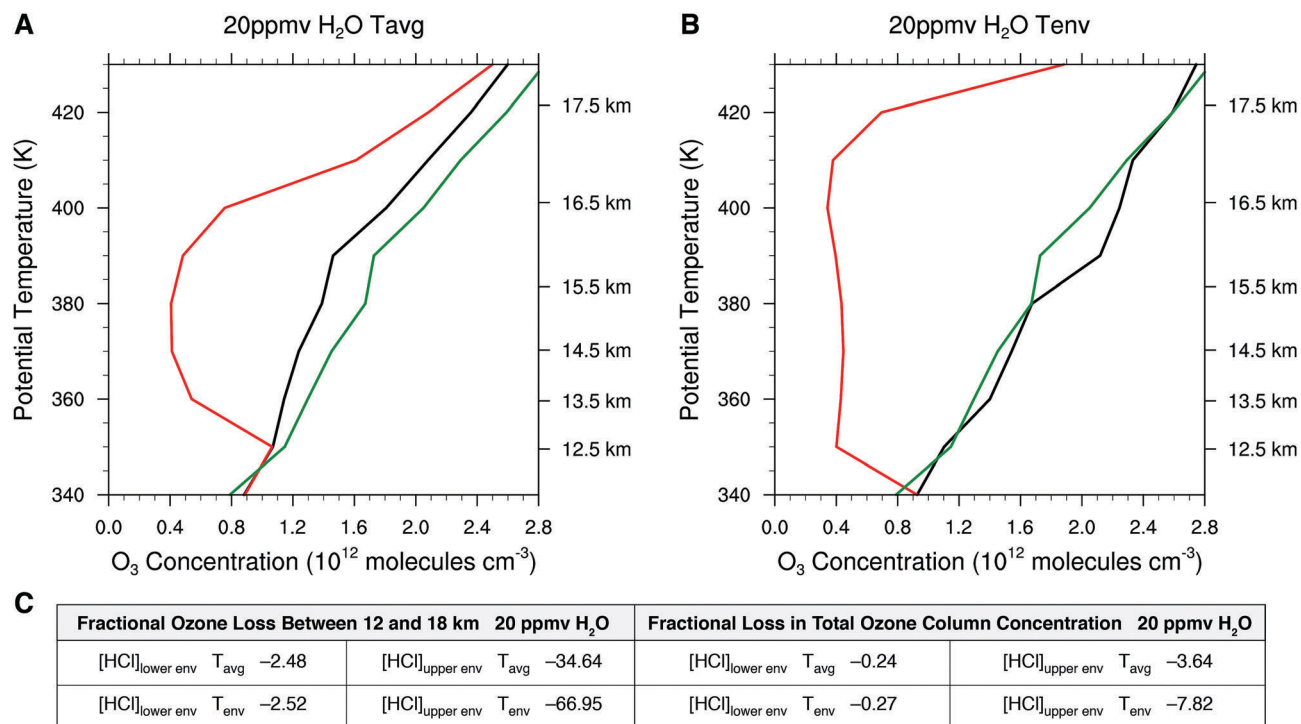 A
20ppmv H₂O Tavg
Potential Temperature (K)
420
400
380
360
340
17.5 km
16.5 km
15.5 km
14.5 km
13.5 km
12.5 km
0.0 0.4 0.8 1.2 1.6 2.0 2.4 2.8
O₃ Concentration (10¹² molecules cm⁻³)
B
20ppmv H₂O Tenv
Potential Temperature (K)
420
400
380
360
340
17.5 km
16.5 km
15.5 km
14.5 km
13.5 km
12.5 km
0.0 0.4 0.8 1.2 1.6 2.0 2.4 2.8
O₃ Concentration (10¹² molecules cm⁻³)
C
Fractional Ozone Loss Between 12 and 18 km 20 ppmv H₂O Fractional Loss in Total Ozone Column Concentration 20 ppmv H₂O
[HCl]lower env Tavg –2.48 [HCl]upper env Tavg –34.64 [HCl]lower env Tavg –0.24 [HCl]upper env Tavg –3.64
[HCl]lower env Tenv –2.52 [HCl]upper env Tenv –66.95 [HCl]lower env Tenv –0.27 [HCl]upper env Tenv –7.82